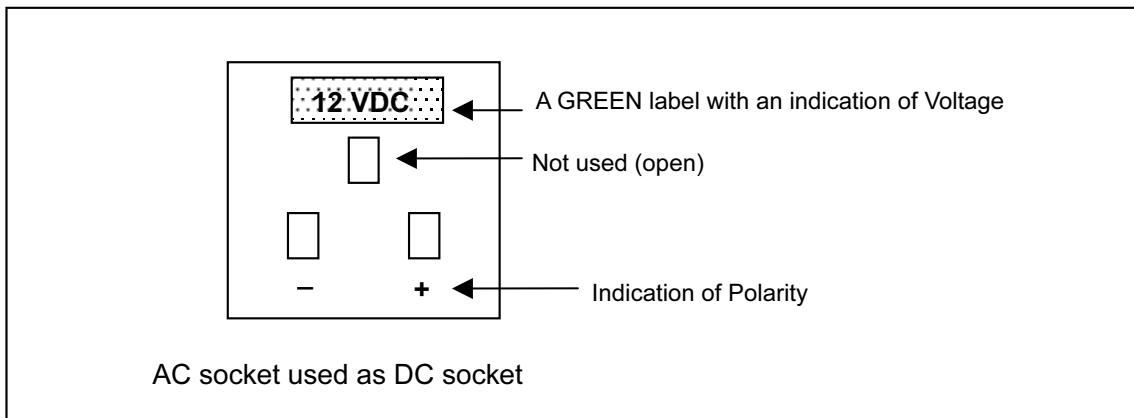 12 VDC
A GREEN label with an indication of Voltage
Not used (open)
– +
Indication of Polarity
AC socket used as DC socket